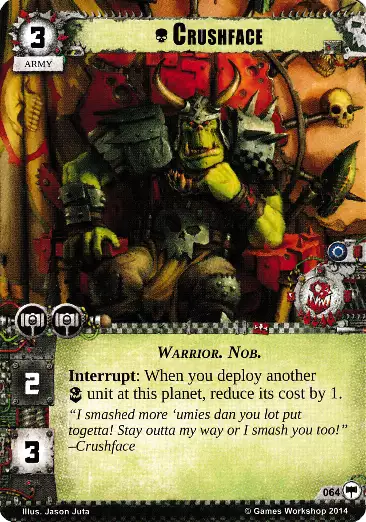 3
CRUSHFACE
ARMY
WARRIOR. NOB.
2
Interrupt: When you deploy another
unit at this planet, reduce its cost by 1.
3
“I smashed more ‘umies dan you lot put
togetta! Stay outta my way or I smash you too!”
–Crushface
064
Illus. Jason Juta
© Games Workshop 2014